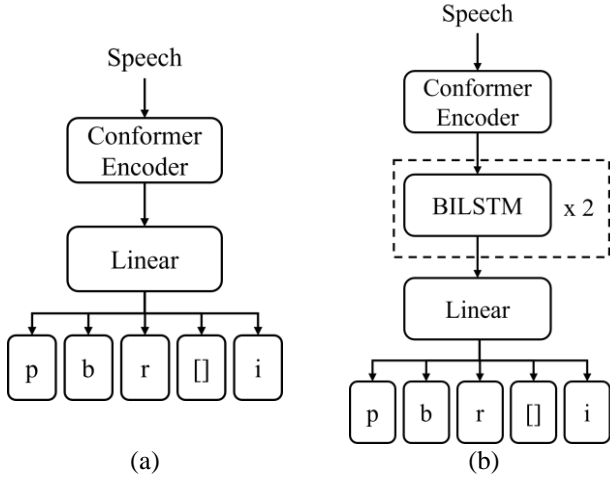 Speech
Conformer
Encoder
Linear
p b r [] i
(a)
Speech
Conformer
Encoder
BILSTM x 2
Linear
p b r [] i
(b)